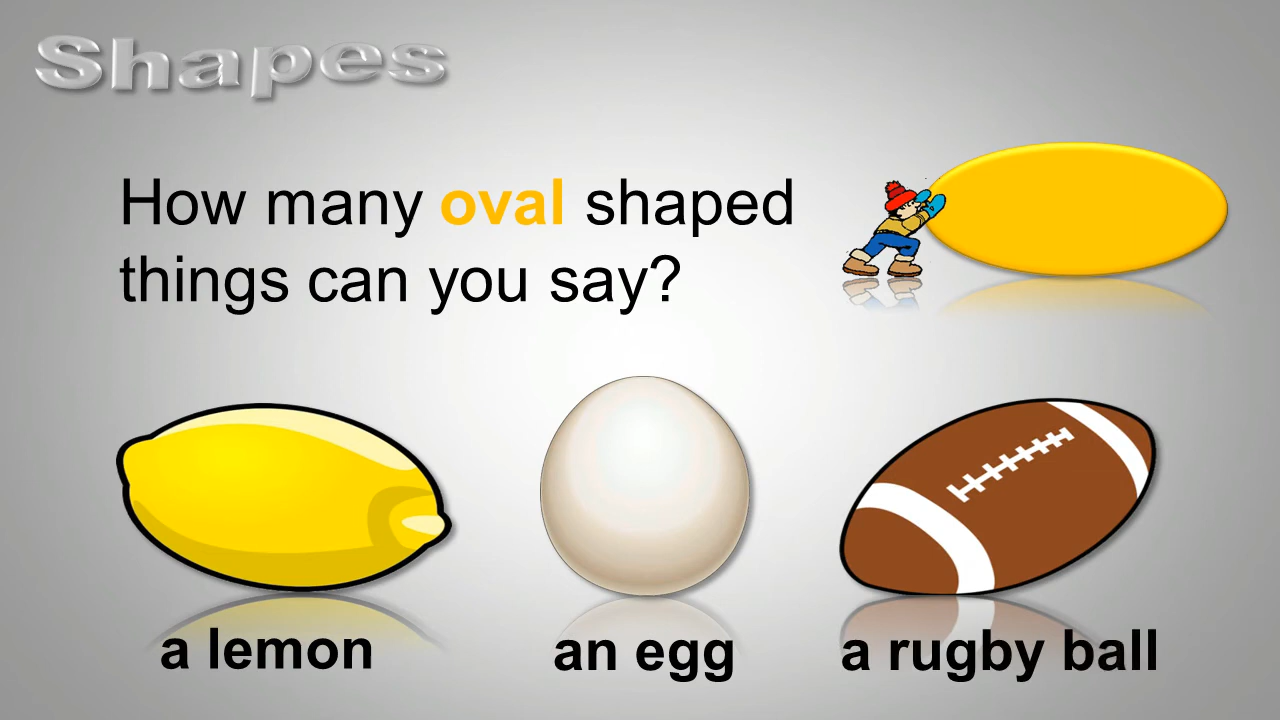 Shapes
How many oval shaped
things can you say?
a lemon
an egg
a rugby ball